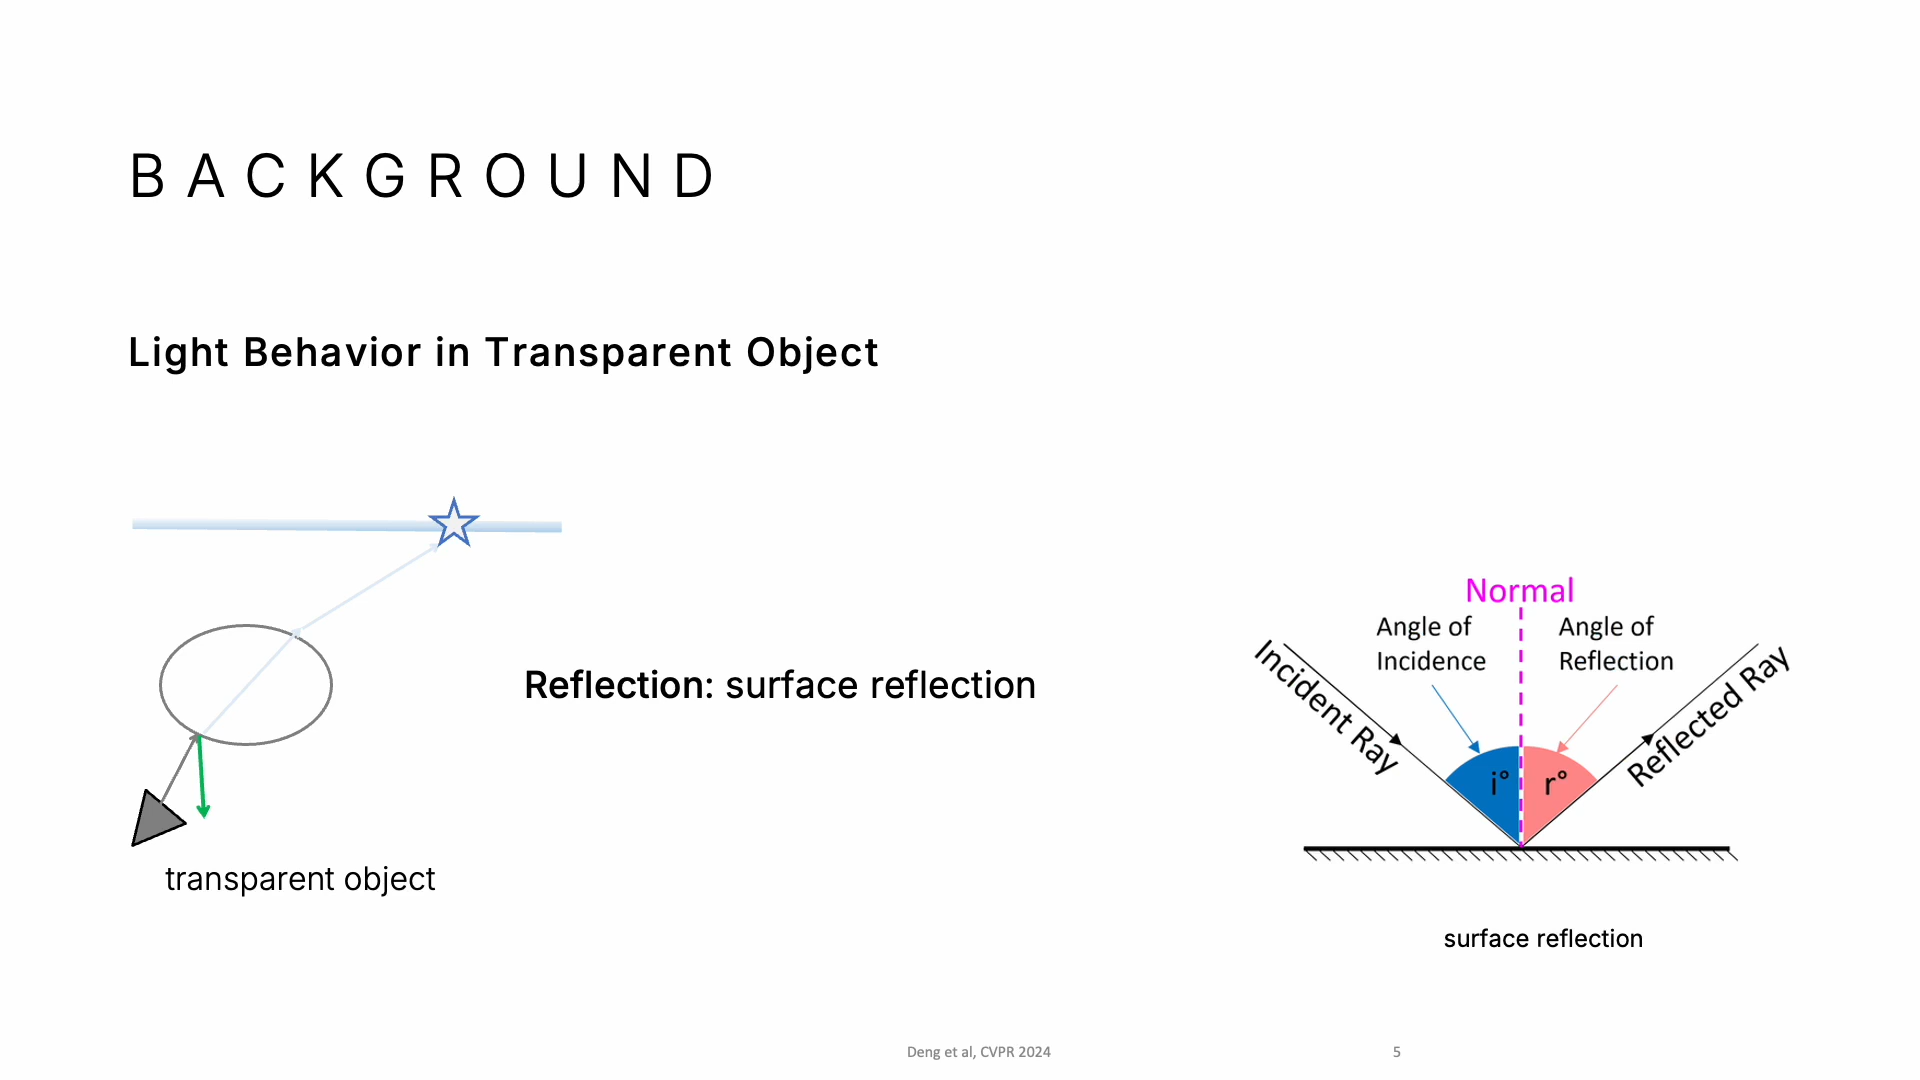 BACKGROUND
Light Behavior in Transparent Object
transparent object
Reflection: surface reflection
Normal
Angle of
Incidence
Angle of
Reflection
Incident Ray
Reflected Ray
i°
r°
surface reflection
Deng et al, CVPR 2024
5